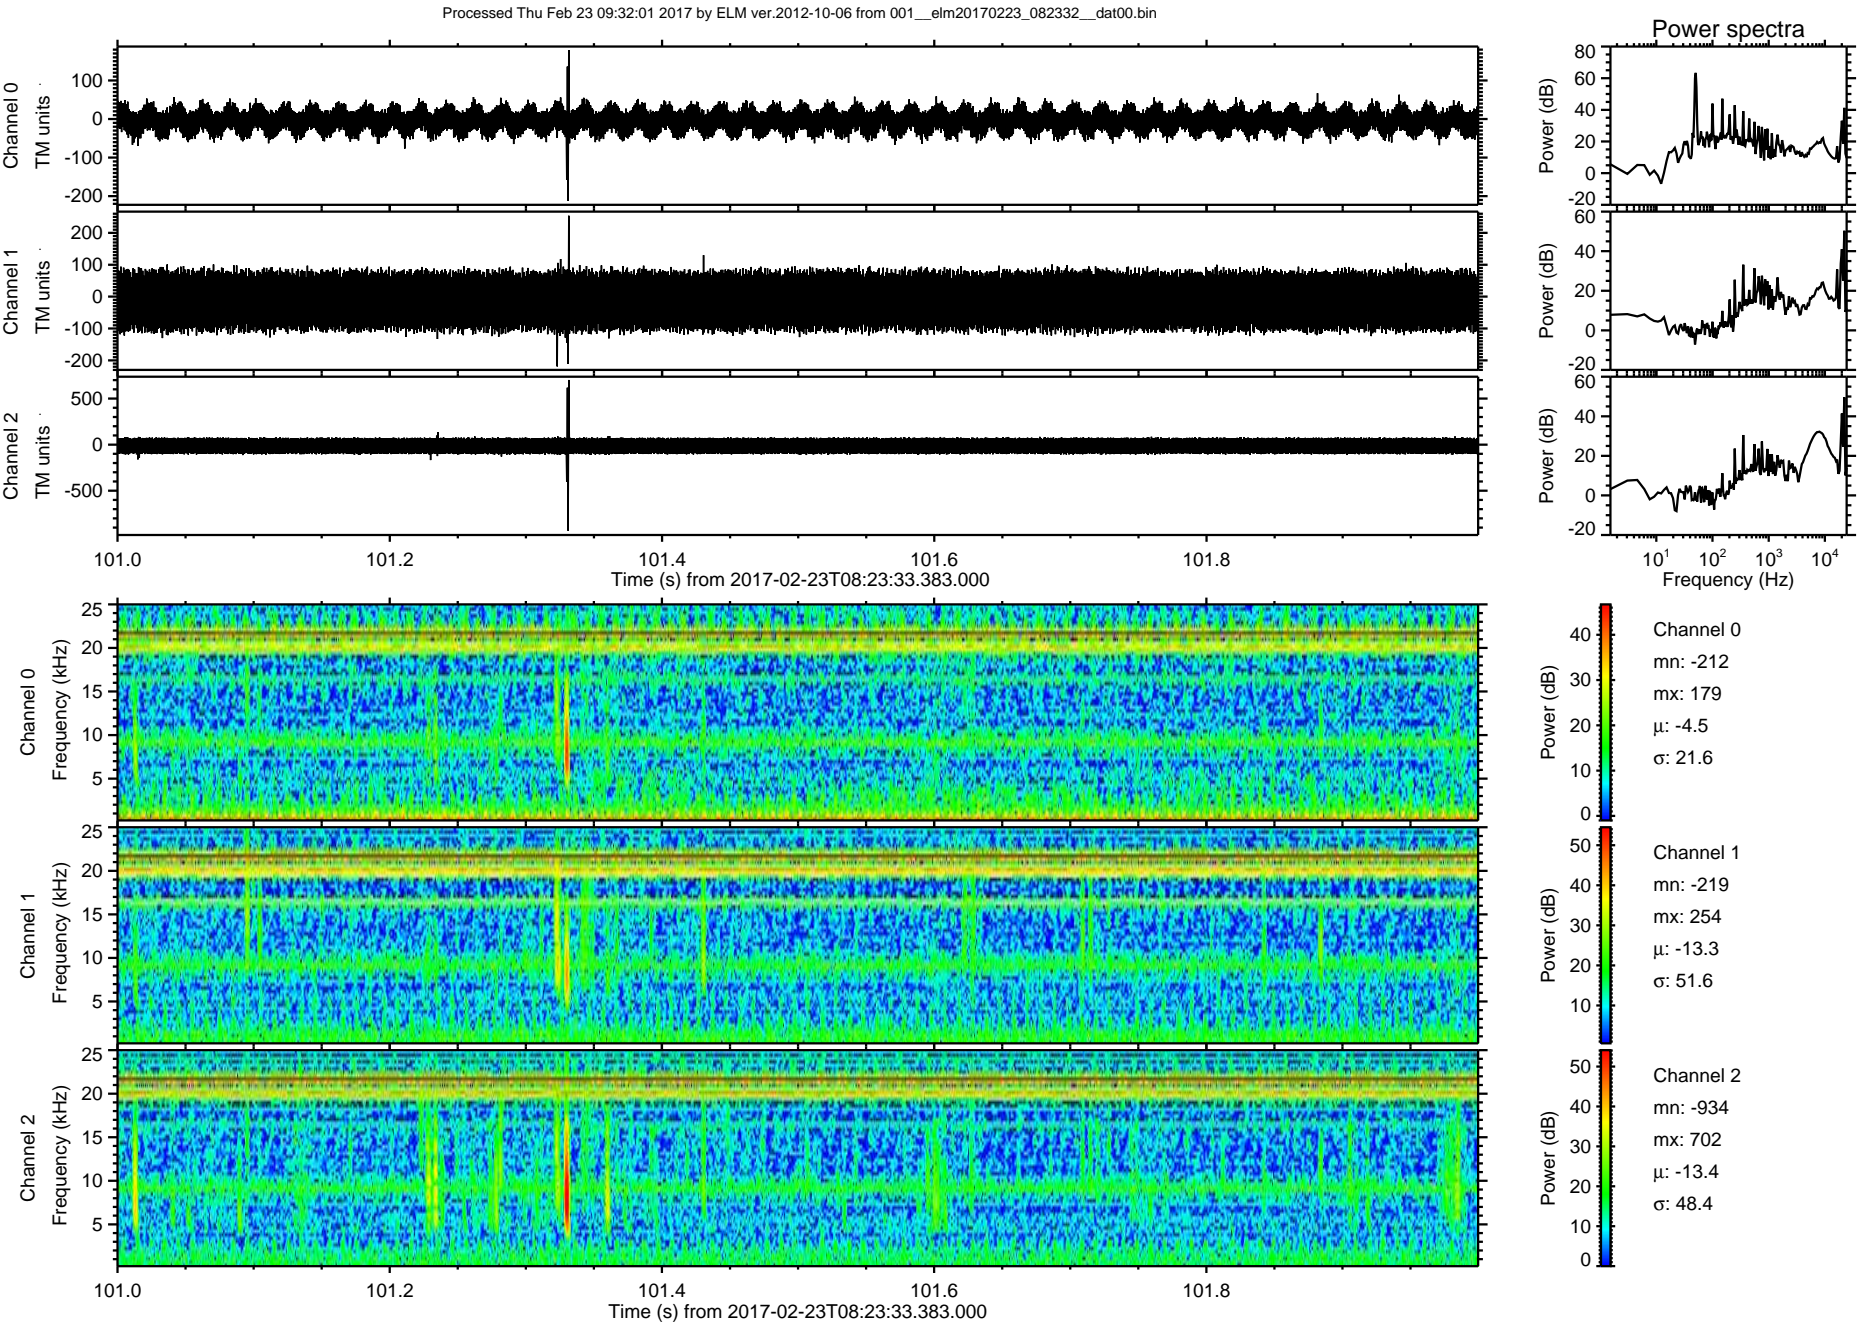 Processed Thu Feb 23 09:32:01 2017 by ELM ver.2012-10-06 from 001__elm20170223_082332__dat00.bin
Power spectra
Channel 0
TM units
100
0
-100
-200
Power (dB)
80
60
40
20
0
-20
Channel 1
TM units
200
100
0
-100
-200
Power (dB)
60
40
20
0
-20
Channel 2
TM units
500
0
-500
Power (dB)
60
40
20
0
-20
101.0 101.2 101.4 101.6 101.8
Time (s) from 2017-02-23T08:23:33.383.000
10^1 10^2 10^3 10^4
Frequency (Hz)
Channel 0
Frequency (kHz)
25
20
15
10
5
Power (dB)
40
30
20
10
0
Channel 0
mn: -212
mx: 179
μ: -4.5
σ: 21.6
Channel 1
Frequency (kHz)
25
20
15
10
5
Power (dB)
50
40
30
20
10
Channel 1
mn: -219
mx: 254
μ: -13.3
σ: 51.6
Channel 2
Frequency (kHz)
25
20
15
10
5
Power (dB)
50
40
30
20
10
0
Channel 2
mn: -934
mx: 702
μ: -13.4
σ: 48.4
101.0 101.2 101.4 101.6 101.8
Time (s) from 2017-02-23T08:23:33.383.000